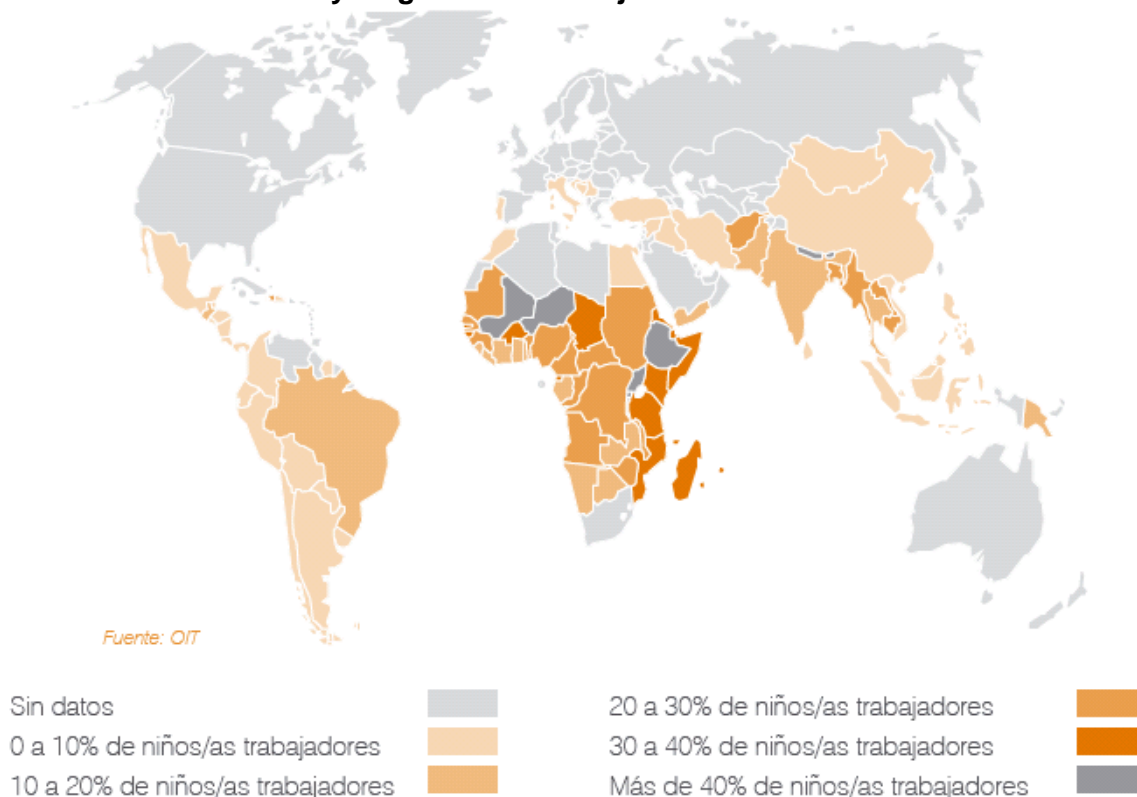 Fuente: OIT
Sin datos
0 a 10% de niños/as trabajadores
10 a 20% de niños/as trabajadores
20 a 30% de niños/as trabajadores
30 a 40% de niños/as trabajadores
Más de 40% de niños/as trabajadores